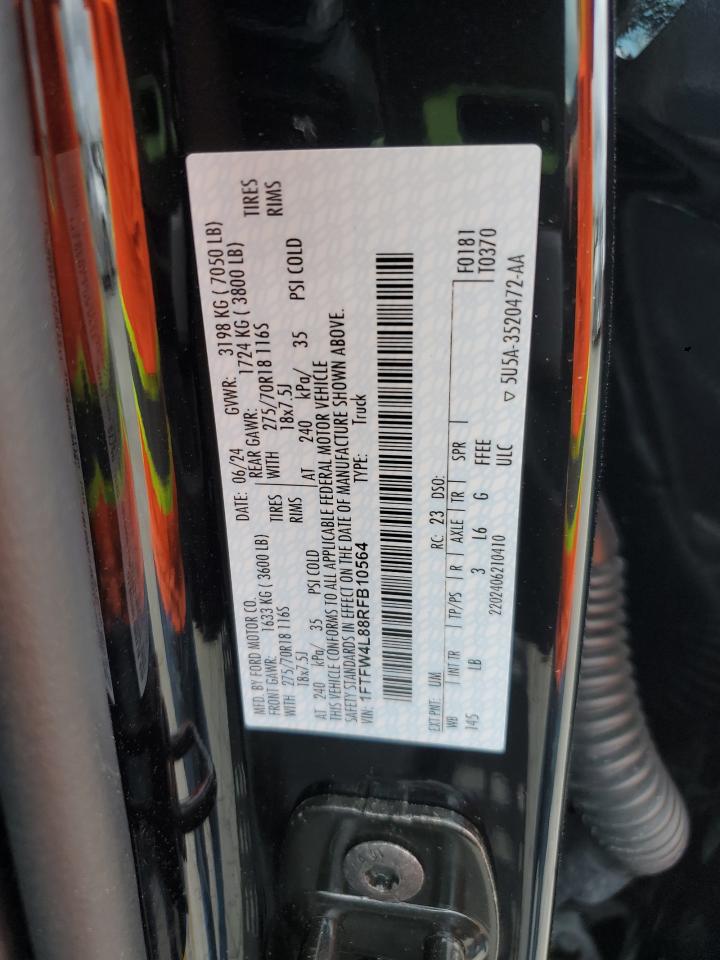 MFD. BY FORD MOTOR CO. DATE: 06/24 GVWR: 3198 KG ( 7050 LB)
FRONT GAWR: 1633 KG ( 3600 LB) REAR GAWR: 1724 KG ( 3800 LB)
WITH 275/70R18 116S TIRES WITH 275/70R18 116S TIRES
18x7.5J RIMS 18x7.5J RIMS
AT 240 kPa/ 35 PSI COLD AT 240 kPa/ 35 PSI COLD
THIS VEHICLE CONFORMS TO ALL APPLICABLE FEDERAL MOTOR VEHICLE
SAFETY STANDARDS IN EFFECT ON THE DATE OF MANUFACTURE SHOWN ABOVE.
VIN: 1FTFW4L88RFB10564 TYPE: Truck
EXT PNT: UM RC: 23 DSO: F0181
WB INT TR TP/PS R AXLE TR SPR T0370
145 LB 3 L6 G FFEE
2202406210410 ULC
▽ 5U5A-3520472-AA